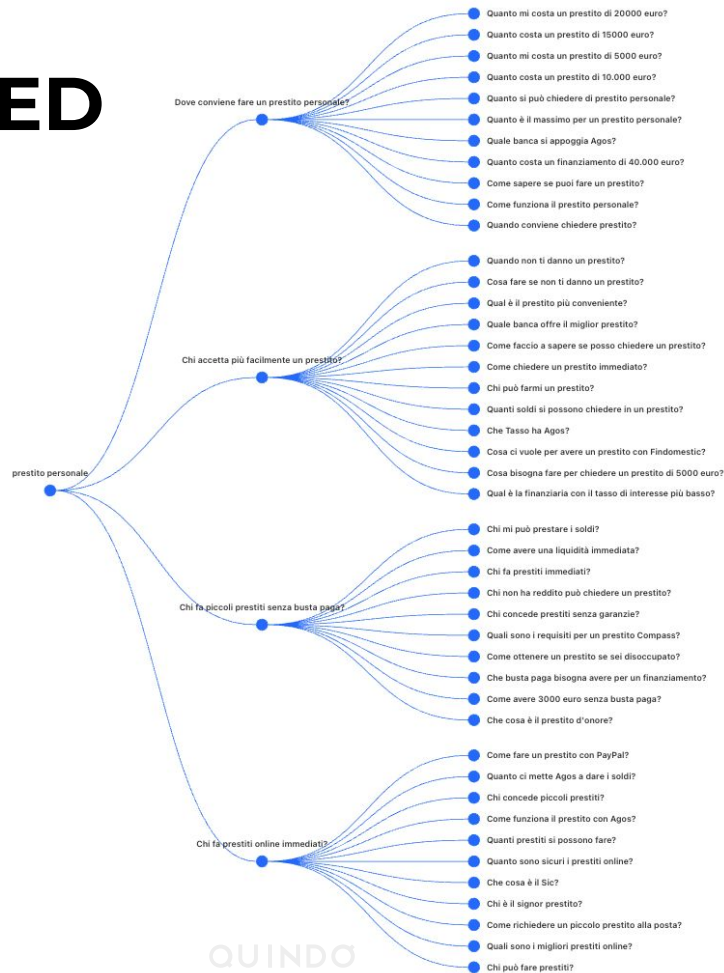 ED
prestito personale
Dove conviene fare un prestito personale?
Quanto mi costa un prestito di 20000 euro?
Quanto costa un prestito di 15000 euro?
Quanto mi costa un prestito di 5000 euro?
Quanto costa un prestito di 10.000 euro?
Quanto si può chiedere di prestito personale?
Quanto è il massimo per un prestito personale?
Quale banca si appoggia Agos?
Quanto costa un finanziamento di 40.000 euro?
Come sapere se puoi fare un prestito?
Come funziona il prestito personale?
Quando conviene chiedere prestito?
Chi accetta più facilmente un prestito?
Quando non ti danno un prestito?
Cosa fare se non ti danno un prestito?
Qual è il prestito più conveniente?
Quale banca offre il miglior prestito?
Come faccio a sapere se posso chiedere un prestito?
Come chiedere un prestito immediato?
Chi può farmi un prestito?
Quanti soldi si possono chiedere in un prestito?
Che Tasso ha Agos?
Cosa ci vuole per avere un prestito con Findomestic?
Cosa bisogna fare per chiedere un prestito di 5000 euro?
Qual è la finanziaria con il tasso di interesse più basso?
Chi fa piccoli prestiti senza busta paga?
Chi mi può prestare i soldi?
Come avere una liquidità immediata?
Chi fa prestiti immediati?
Chi non ha reddito può chiedere un prestito?
Chi concede prestiti senza garanzie?
Quali sono i requisiti per un prestito Compass?
Come ottenere un prestito se sei disoccupato?
Che busta paga bisogna avere per un finanziamento?
Come avere 3000 euro senza busta paga?
Che cosa è il prestito d'onore?
Chi fa prestiti online immediati?
Come fare un prestito con PayPal?
Quanto ci mette Agos a dare i soldi?
Chi concede piccoli prestiti?
Come funziona il prestito con Agos?
Quanti prestiti si possono fare?
Quanto sono sicuri i prestiti online?
Che cosa è il Sic?
Chi è il signor prestito?
Come richiedere un piccolo prestito alla posta?
Quali sono i migliori prestiti online?
Chi può fare prestiti?
QUINDO